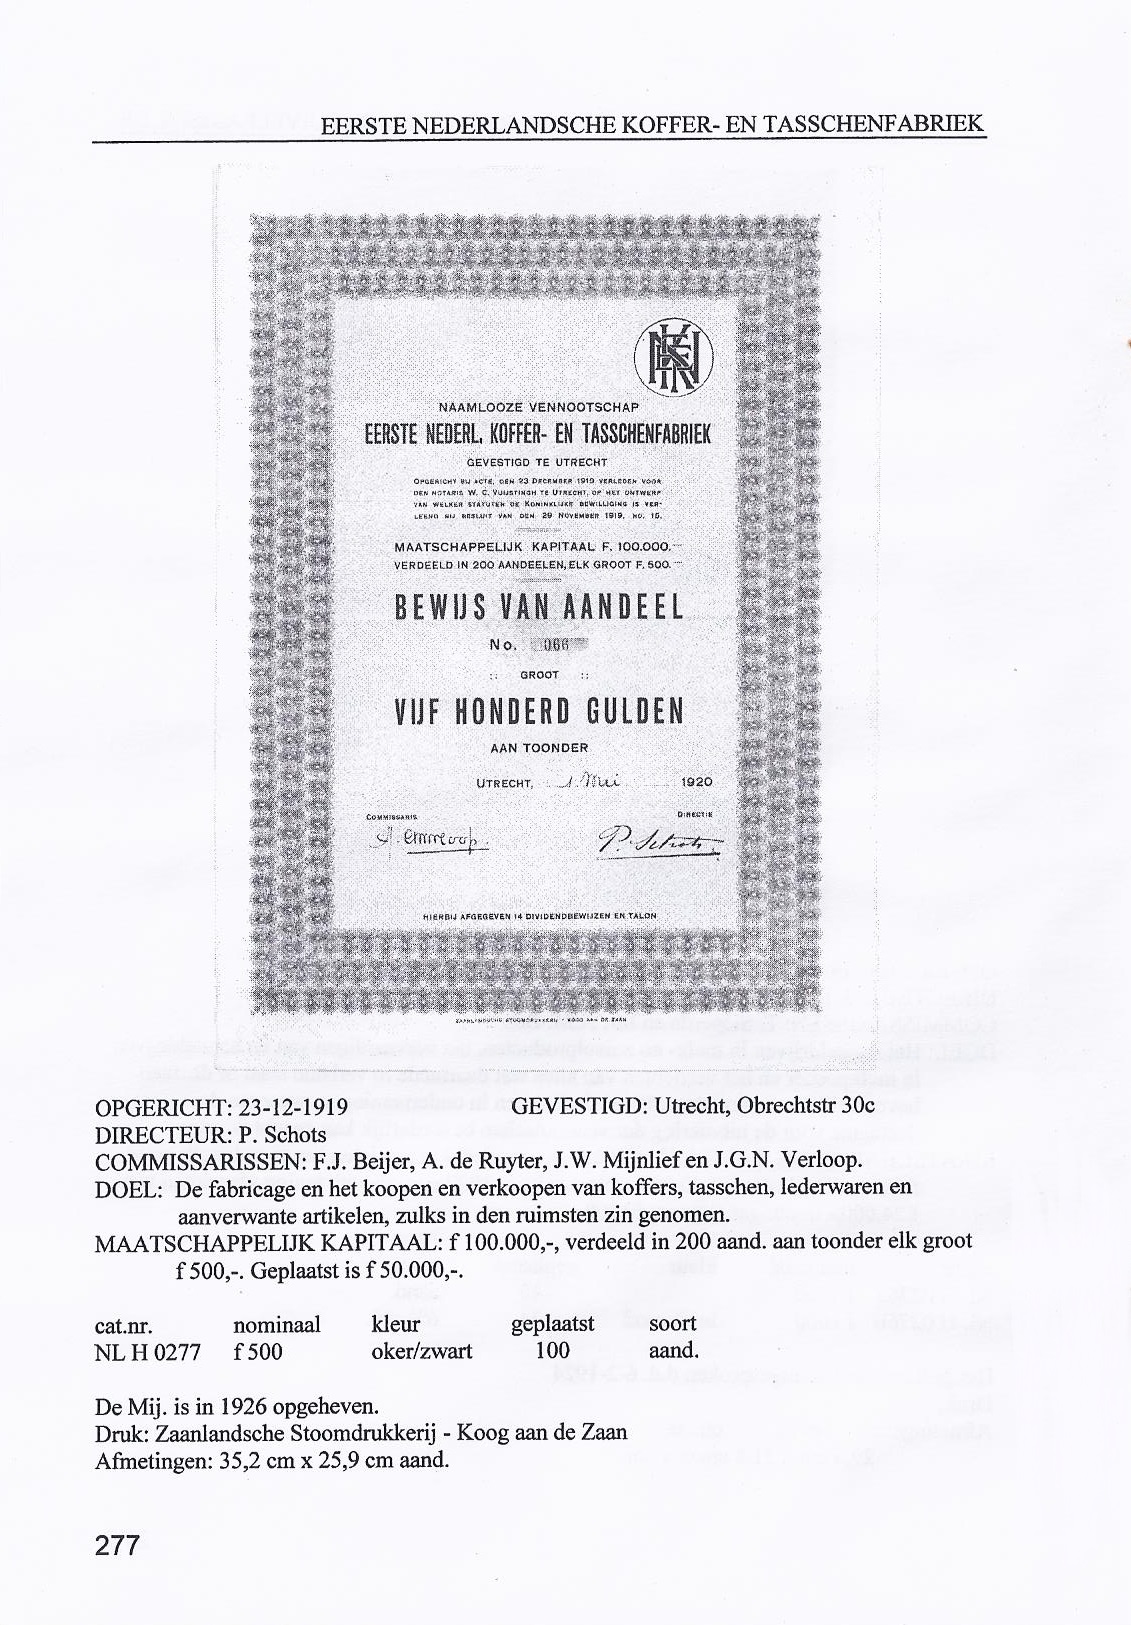 EERSTE NEDERLANDSCHE KOFFER- EN TASSCHENFABRIEK
NAAMLOOZE VENNOOTSCHAP
EERSTE NEDERL. KOFFER- EN TASSCHENFABRIEK
GEVESTIGD TE UTRECHT
OPGERICHT BIJ ACTE, DEN 23 DECEMBER 1919 VERLEDEN VOOR
DEN NOTARIS W. C. VUIJSTINGH TE UTRECHT, OP HET ONTWERP
VAN WELKER STATUTEN DE KONINKLIJKE BEWILLIGING IS VER-
LEEND BIJ BESLUIT VAN DEN 29 NOVEMBER 1919, NO. 16.
MAATSCHAPPELIJK KAPITAAL F. 100.000.—
VERDEELD IN 200 AANDEELEN, ELK GROOT F. 500.—
BEWIJS VAN AANDEEL
No. 066
:: GROOT ::
VIJF HONDERD GULDEN
AAN TOONDER
UTRECHT, 1 Mei 1920
COMMISSARIS DIRECTIE
P. Schots
HIERBIJ AFGEGEVEN 14 DIVIDENDBEWIJZEN EN TALON
ZAANLANDSCHE STOOMDRUKKERIJ - KOOG AAN DE ZAAN
OPGERICHT: 23-12-1919 GEVESTIGD: Utrecht, Obrechtstr 30c
DIRECTEUR: P. Schots
COMMISSARISSEN: F.J. Beijer, A. de Ruyter, J.W. Mijnlief en J.G.N. Verloop.
DOEL: De fabricage en het koopen en verkoopen van koffers, tasschen, lederwaren en
aanverwante artikelen, zulks in den ruimsten zin genomen.
MAATSCHAPPELIJK KAPITAAL: f 100.000,-, verdeeld in 200 aand. aan toonder elk groot
f 500,-. Geplaatst is f 50.000,-.
cat.nr. nominaal kleur geplaatst soort
NL H 0277 f 500 oker/zwart 100 aand.
De Mij. is in 1926 opgeheven.
Druk: Zaanlandsche Stoomdrukkerij - Koog aan de Zaan
Afmetingen: 35,2 cm x 25,9 cm aand.
277